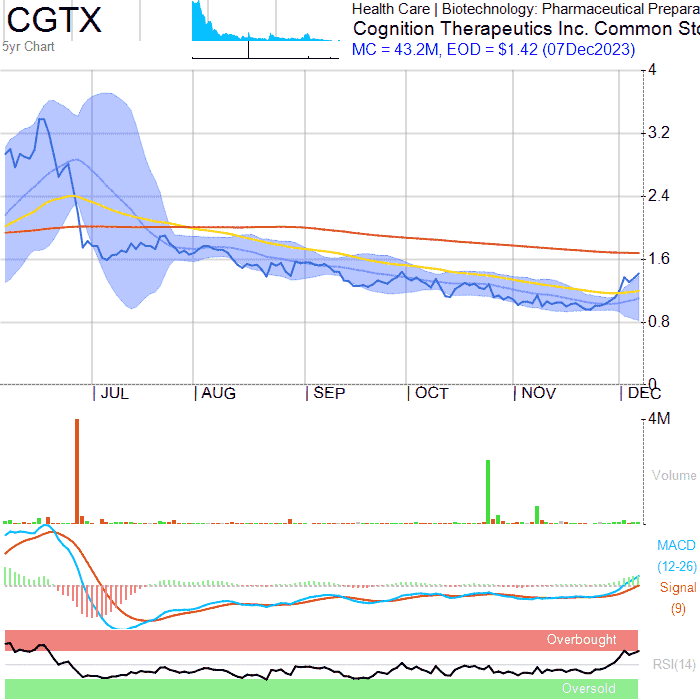 CGTX
5yr Chart
Health Care | Biotechnology: Pharmaceutical Prepara
Cognition Therapeutics Inc. Common Sto
MC = 43.2M, EOD = $1.42 (07Dec2023)
4
3.2
2.4
1.6
0.8
0
JUL AUG SEP OCT NOV DEC
4M
Volume
MACD
(12-26)
Signal
(9)
Overbought
RSI(14)
Oversold